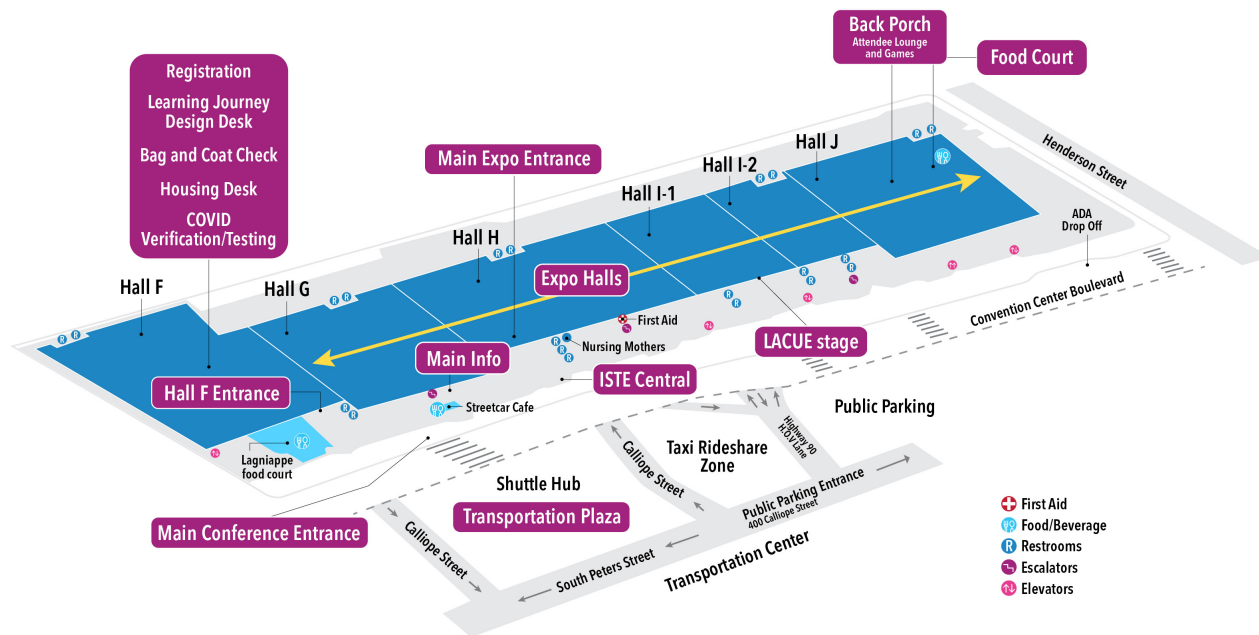 Registration
Learning Journey
Design Desk
Bag and Coat Check
Housing Desk
COVID
Verification/Testing
Back Porch
Attendee Lounge
and Games
Food Court
Main Expo Entrance
Henderson Street
Hall J
Hall I-2
Hall I-1
Hall H
Hall G
Hall F
Expo Halls
ADA
Drop Off
Convention Center Boulevard
First Aid
Nursing Mothers
LACUE stage
Main Info
ISTE Central
Hall F Entrance
Streetcar Cafe
Lagniappe
food court
Public Parking
Highway 90
H.O.V Lane
Taxi Rideshare
Zone
Calliope Street
Shuttle Hub
Transportation Plaza
Main Conference Entrance
Calliope Street
Public Parking Entrance
400 Calliope Street
South Peters Street
Transportation Center
R R
R R
R R
R R
R R
R R
R R
R R
R R
R
R
R
R R
First Aid
Food/Beverage
R Restrooms
Escalators
Elevators